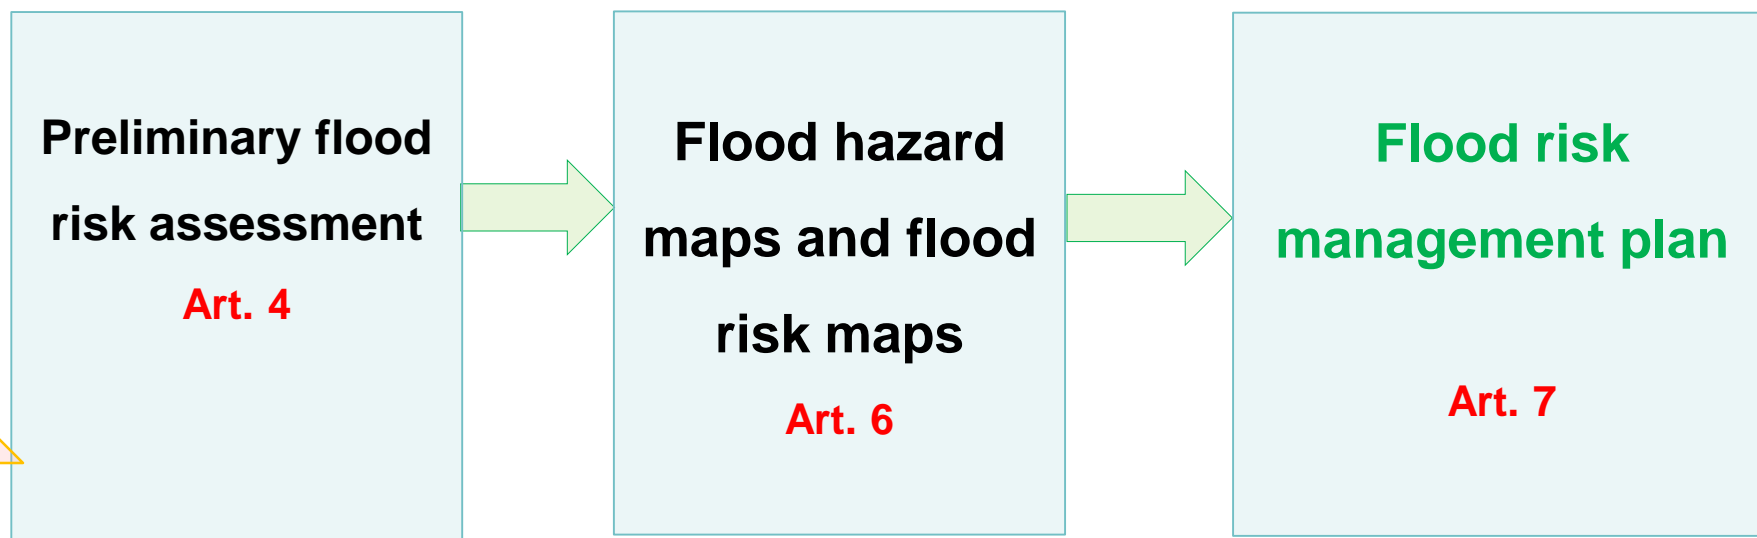 Preliminary flood
risk assessment
Art. 4
Flood hazard
maps and flood
risk maps
Art. 6
Flood risk
management plan
Art. 7